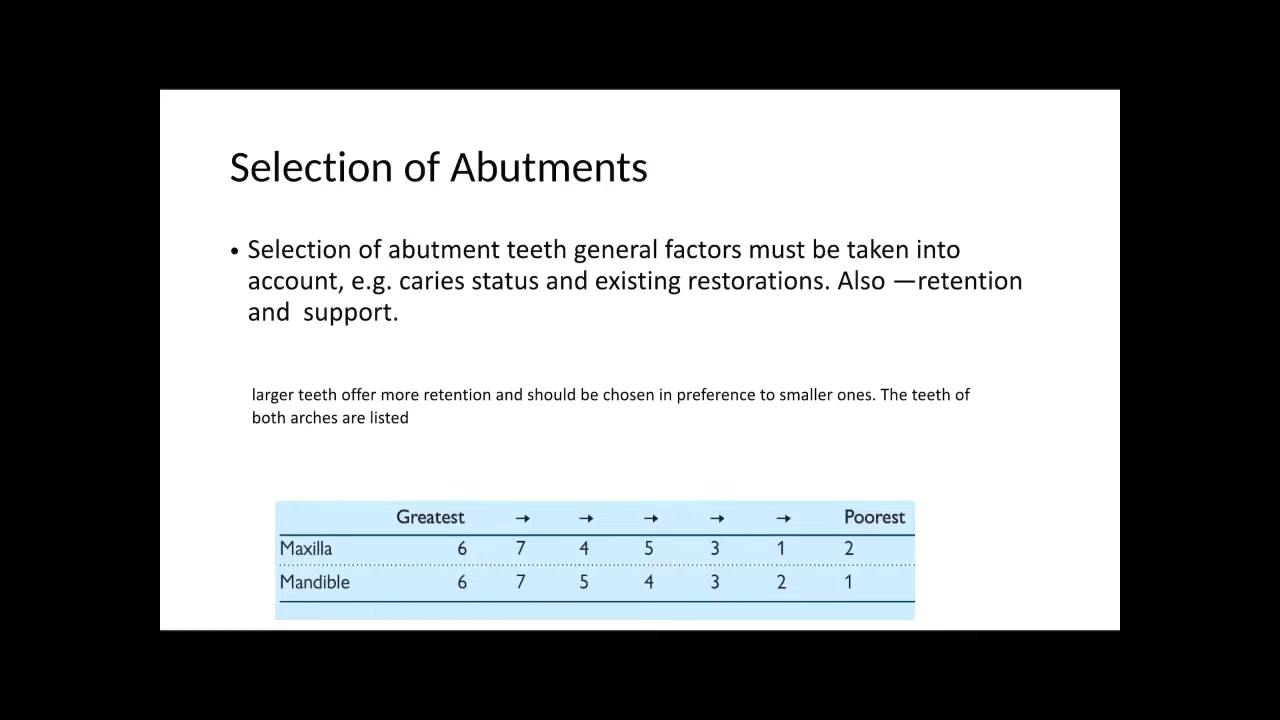 Selection of Abutments
• Selection of abutment teeth general factors must be taken into
account, e.g. caries status and existing restorations. Also —retention
and  support.
larger teeth offer more retention and should be chosen in preference to smaller ones. The teeth of
both arches are listed
Greatest → → → → → Poorest
Maxilla 6 7 4 5 3 1 2
Mandible 6 7 5 4 3 2 1